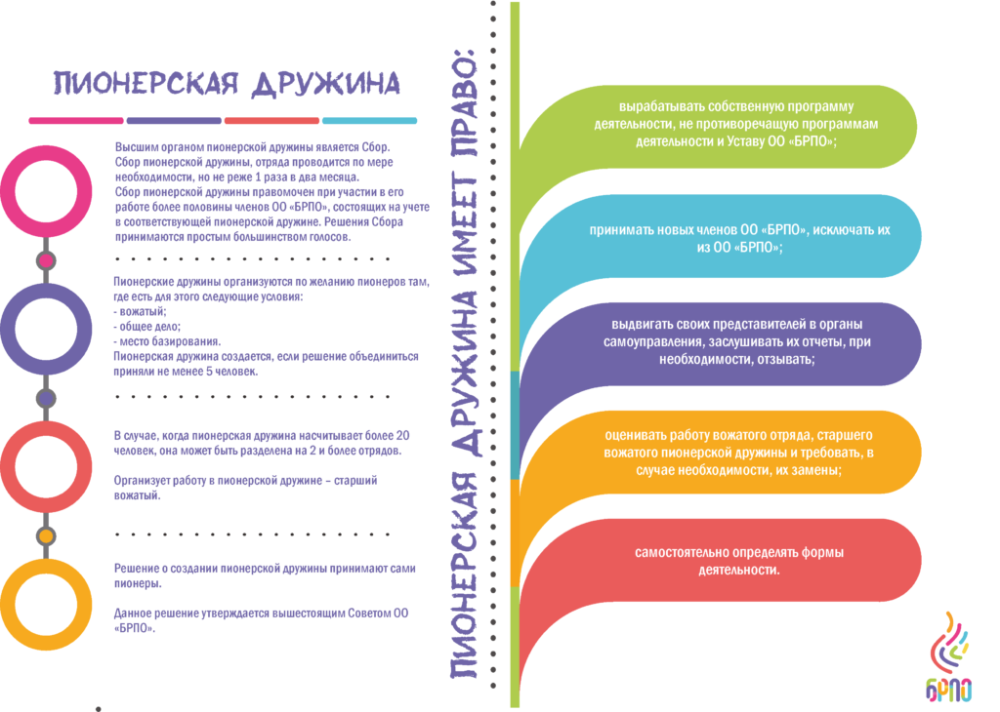 ПИОНЕРСКАЯ ДРУЖИНА
Высшим органом пионерской дружины является Сбор.
Сбор пионерской дружины, отряда проводится по мере
необходимости, но не реже 1 раза в два месяца.
Сбор пионерской дружины правомочен при участии в его
работе более половины членов ОО «БРПО», состоящих на учете
в соответствующей пионерской дружине. Решения Сбора
принимаются простым большинством голосов.
Пионерские дружины организуются по желанию пионеров там,
где есть для этого следующие условия:
- вожатый;
- общее дело;
- место базирования.
Пионерская дружина создается, если решение объединиться
приняли не менее 5 человек.
В случае, когда пионерская дружина насчитывает более 20
человек, она может быть разделена на 2 и более отрядов.
Организует работу в пионерской дружине – старший
вожатый.
Решение о создании пионерской дружины принимают сами
пионеры.
Данное решение утверждается вышестоящим Советом ОО
«БРПО».
ПИОНЕРСКАЯ ДРУЖИНА ИМЕЕТ ПРАВО:
вырабатывать собственную программу
деятельности, не противоречащую программам
деятельности и Уставу ОО «БРПО»;
принимать новых членов ОО «БРПО», исключать их
из ОО «БРПО»;
выдвигать своих представителей в органы
самоуправления, заслушивать их отчеты, при
необходимости, отзывать;
оценивать работу вожатого отряда, старшего
вожатого пионерской дружины и требовать, в
случае необходимости, их замены;
самостоятельно определять формы
деятельности.
БРПО